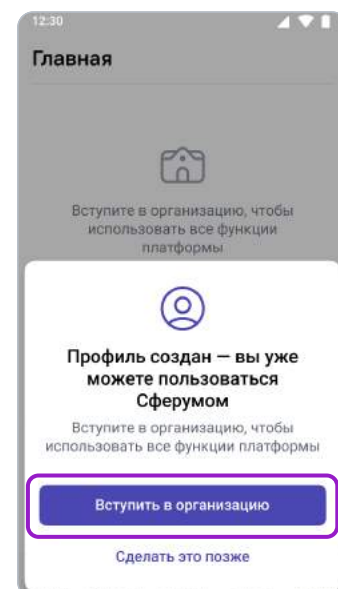 12:30
Главная
Вступите в организацию, чтобы
использовать все функции
платформы
Профиль создан — вы уже
можете пользоваться
Сферумом
Вступите в организацию, чтобы
использовать все функции платформы
Вступить в организацию
Сделать это позже